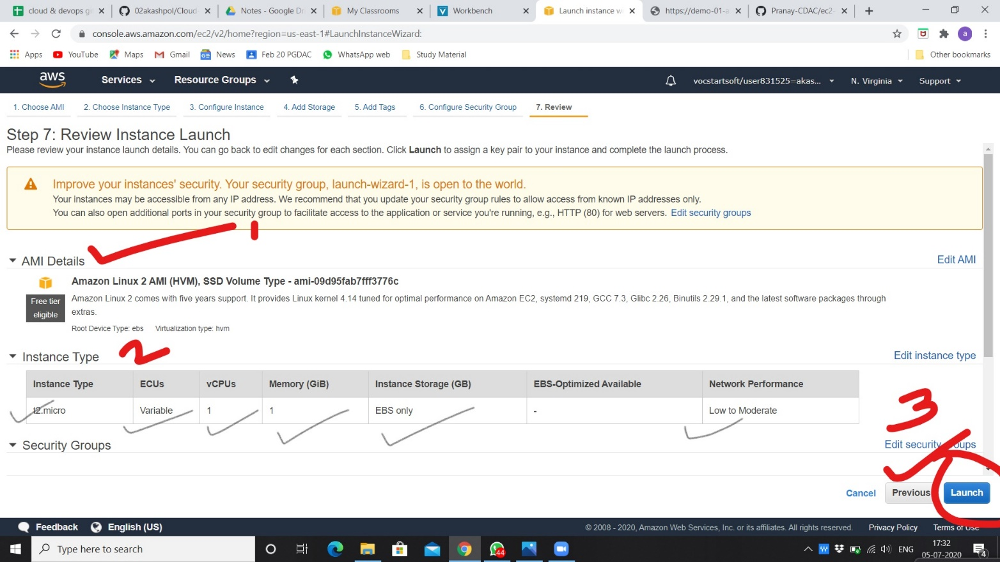 cloud & devops gi
02akashpol/Cloud
Notes - Google Dri
My Classrooms
Workbench
Launch instance w
https://demo-01-a
Pranay-CDAC/ec2-
console.aws.amazon.com/ec2/v2/home?region=us-east-1#LaunchInstanceWizard:
a
Apps YouTube Maps Gmail News Feb 20 PGDAC WhatsApp web Study Material Other bookmarks
aws Services Resource Groups vocstartsoft/user831525=akas... N. Virginia Support
1. Choose AMI 2. Choose Instance Type 3. Configure Instance 4. Add Storage 5. Add Tags 6. Configure Security Group 7. Review
Step 7: Review Instance Launch
Please review your instance launch details. You can go back to edit changes for each section. Click Launch to assign a key pair to your instance and complete the launch process.
Improve your instances' security. Your security group, launch-wizard-1, is open to the world.
Your instances may be accessible from any IP address. We recommend that you update your security group rules to allow access from known IP addresses only.
You can also open additional ports in your security group to facilitate access to the application or service you're running, e.g., HTTP (80) for web servers. Edit security groups
1
AMI Details Edit AMI
Amazon Linux 2 AMI (HVM), SSD Volume Type - ami-09d95fab7fff3776c
Free tier
eligible
Amazon Linux 2 comes with five years support. It provides Linux kernel 4.14 tuned for optimal performance on Amazon EC2, systemd 219, GCC 7.3, Glibc 2.26, Binutils 2.29.1, and the latest software packages through
extras.
Root Device Type: ebs Virtualization type: hvm
2
Instance Type Edit instance type
Instance Type ECUs vCPUs Memory (GiB) Instance Storage (GB) EBS-Optimized Available Network Performance
t2.micro Variable 1 1 EBS only - Low to Moderate
3
Security Groups Edit security groups
Cancel Previous Launch
Feedback English (US) © 2008 - 2020, Amazon Web Services, Inc. or its affiliates. All rights reserved. Privacy Policy Terms of Use
Type here to search
44
ENG
17:32
05-07-2020
4